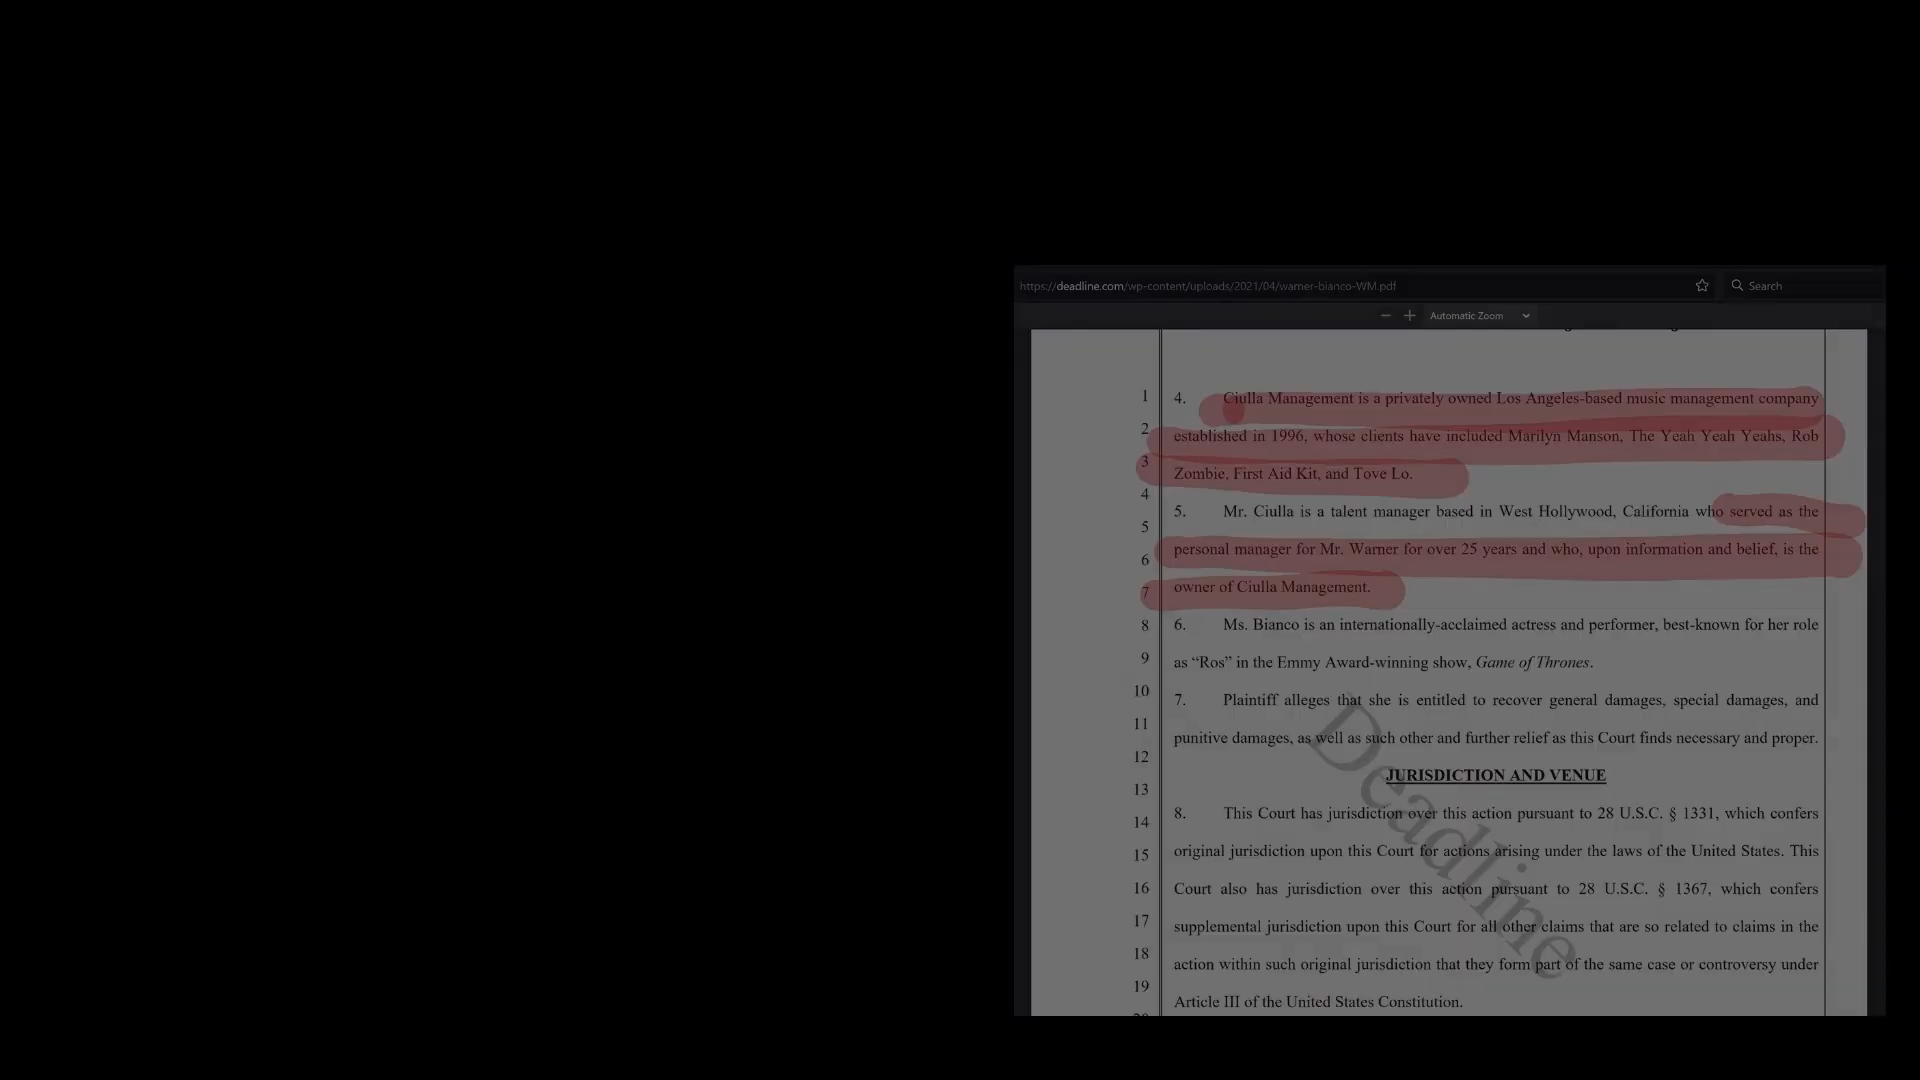 https://deadline.com/wp-content/uploads/2021/04/warner-bianco-WM.pdf
Search
Automatic Zoom
1
2
3
4
5
6
7
8
9
10
11
12
13
14
15
16
17
18
19
4. Ciulla Management is a privately owned Los Angeles-based music management company
established in 1996, whose clients have included Marilyn Manson, The Yeah Yeah Yeahs, Rob
Zombie, First Aid Kit, and Tove Lo.
5. Mr. Ciulla is a talent manager based in West Hollywood, California who served as the
personal manager for Mr. Warner for over 25 years and who, upon information and belief, is the
owner of Ciulla Management.
6. Ms. Bianco is an internationally-acclaimed actress and performer, best-known for her role
as “Ros” in the Emmy Award-winning show, Game of Thrones.
7. Plaintiff alleges that she is entitled to recover general damages, special damages, and
punitive damages, as well as such other and further relief as this Court finds necessary and proper.
JURISDICTION AND VENUE
8. This Court has jurisdiction over this action pursuant to 28 U.S.C. § 1331, which confers
original jurisdiction upon this Court for actions arising under the laws of the United States. This
Court also has jurisdiction over this action pursuant to 28 U.S.C. § 1367, which confers
supplemental jurisdiction upon this Court for all other claims that are so related to claims in the
action within such original jurisdiction that they form part of the same case or controversy under
Article III of the United States Constitution.
Deadline